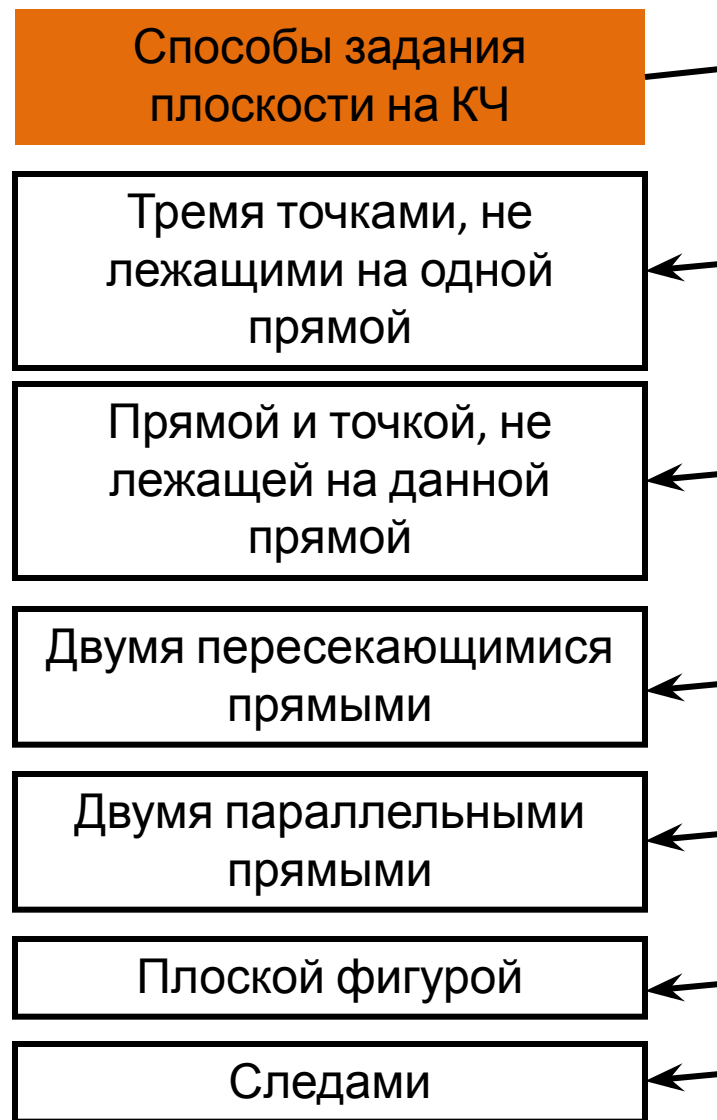 Способы задания
плоскости на КЧ
Тремя точками, не
лежащими на одной
прямой
Прямой и точкой, не
лежащей на данной
прямой
Двумя пересекающимися
прямыми
Двумя параллельными
прямыми
Плоской фигурой
Следами